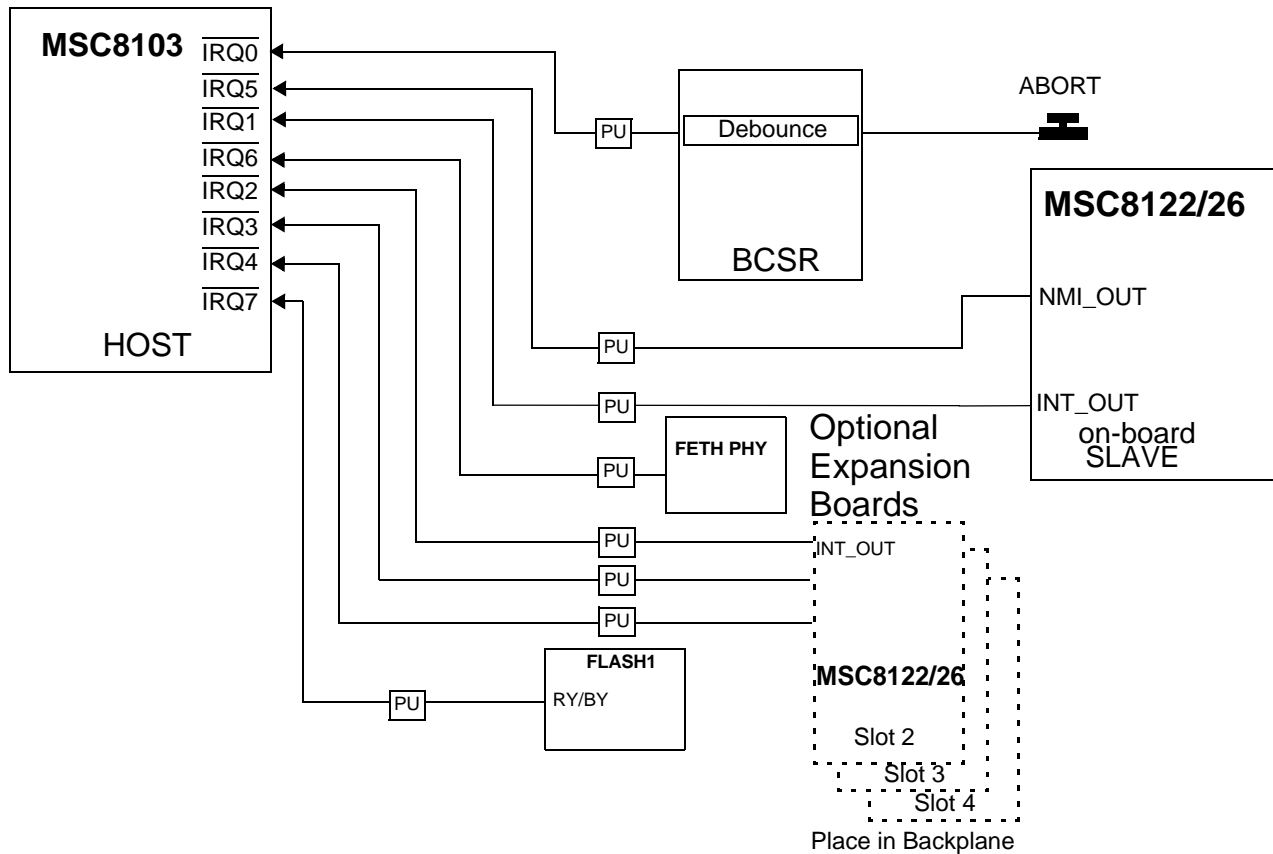 MSC8103
IRQ0
IRQ5
IRQ1
IRQ6
IRQ2
IRQ3
IRQ4
IRQ7
HOST
PU
Debounce
BCSR
ABORT
MSC8122/26
NMI_OUT
PU
INT_OUT
on-board
SLAVE
PU
FETH PHY
PU
Optional
Expansion
Boards
PU
INT_OUT
PU
PU
MSC8122/26
Slot 2
Slot 3
Slot 4
Place in Backplane
FLASH1
RY/BY
PU